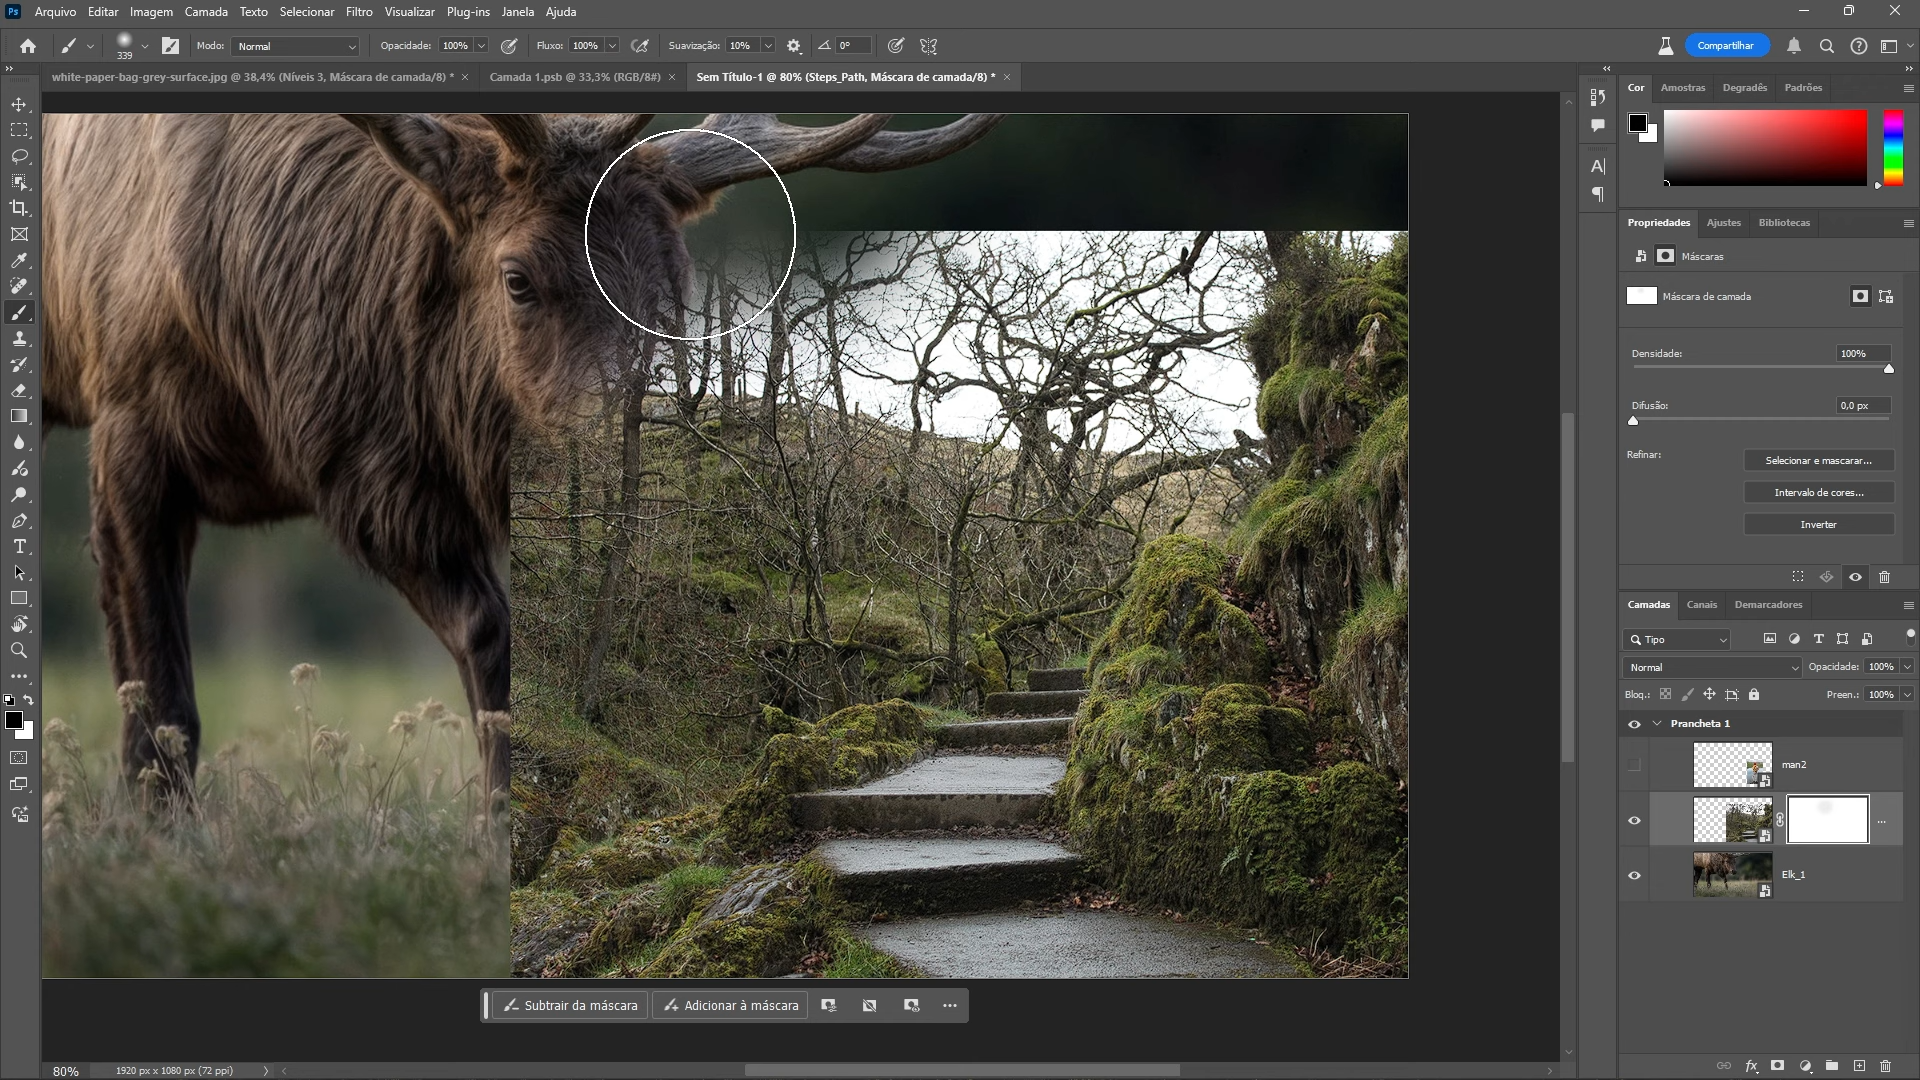 Ps Arquivo Editar Imagem Camada Texto Selecionar Filtro Visualizar Plug-ins Janela Ajuda
339 Modo: Normal Opacidade: 100% Fluxo: 100% Suavização: 10% 0° Compartilhar
white-paper-bag-grey-surface.jpg @ 38,4% (Níveis 3, Máscara de camada/8) * Camada 1.psb @ 33,3% (RGB/8#) Sem Título-1 @ 80% (Steps_Path, Máscara de camada/8) *
Cor Amostras Degradês Padrões
Propriedades Ajustes Bibliotecas
Máscaras
Máscara de camada
Densidade: 100%
Difusão: 0,0 px
Refinar: Selecionar e mascarar...
Intervalo de cores...
Inverter
Camadas Canais Demarcadores
Tipo
Normal Opacidade: 100%
Bloq.: Preen.: 100%
Prancheta 1
man2
...
Elk_1
Subtrair da máscara Adicionar à máscara
80% 1920 px x 1080 px (72 ppi)